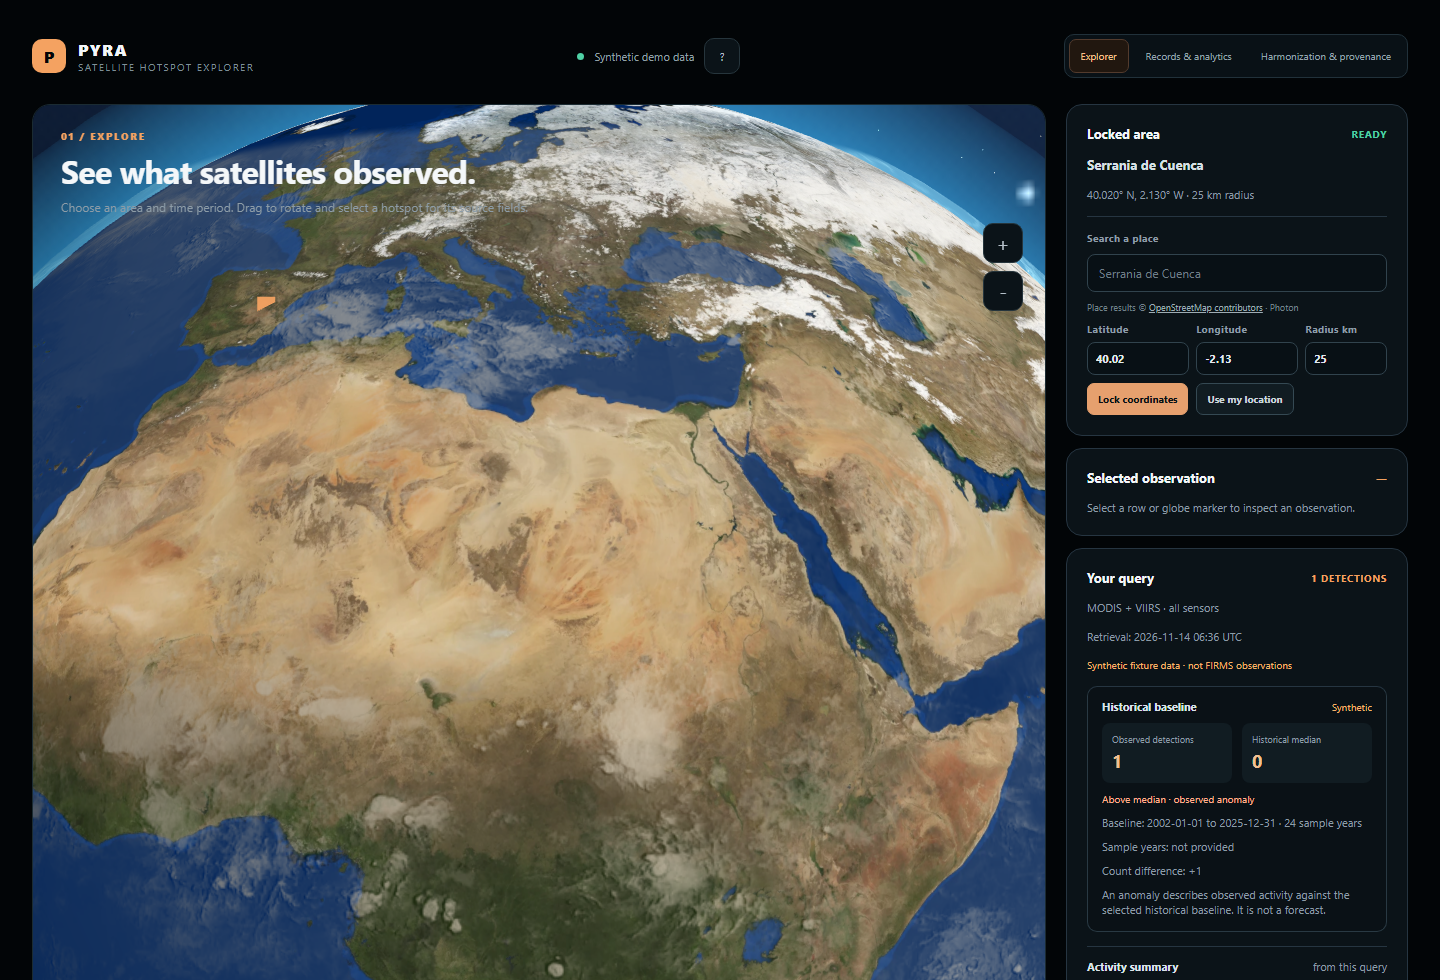 P
PYRA
SATELLITE HOTSPOT EXPLORER
Synthetic demo data
?
Explorer
Records & analytics
Harmonization & provenance
01 / EXPLORE
See what satellites observed.
Choose an area and time period. Drag to rotate and select a hotspot for its source fields.
+
-
Locked area
READY
Serrania de Cuenca
40.020° N, 2.130° W · 25 km radius
Search a place
Serrania de Cuenca
Place results © OpenStreetMap contributors · Photon
Latitude
Longitude
Radius km
40.02
-2.13
25
Lock coordinates
Use my location
Selected observation
—
Select a row or globe marker to inspect an observation.
Your query
1 DETECTIONS
MODIS + VIIRS · all sensors
Retrieval: 2026-11-14 06:36 UTC
Synthetic fixture data · not FIRMS observations
Historical baseline
Synthetic
Observed detections
1
Historical median
0
Above median · observed anomaly
Baseline: 2002-01-01 to 2025-12-31 · 24 sample years
Sample years: not provided
Count difference: +1
An anomaly describes observed activity against the
selected historical baseline. It is not a forecast.
Activity summary
from this query